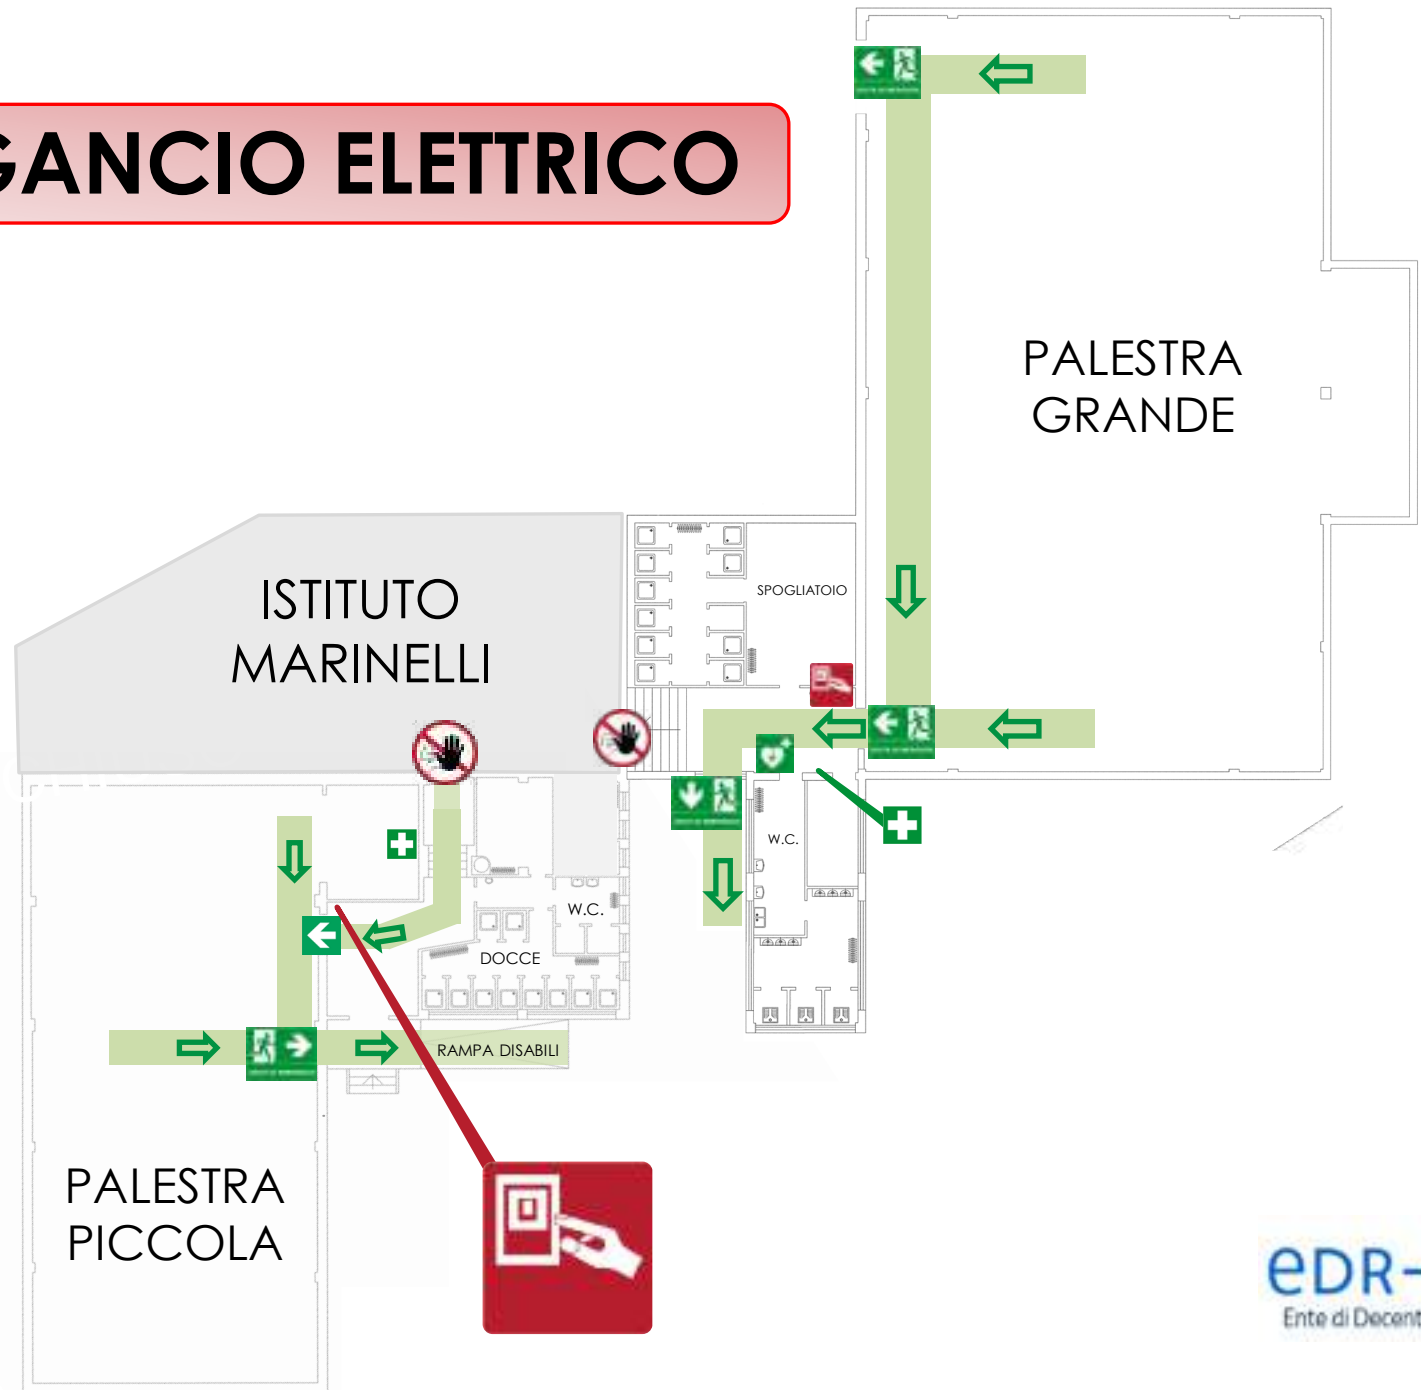 GANCIO ELETTRICO
PALESTRA
GRANDE
ISTITUTO
MARINELLI
SPOGLIATOIO
W.C.
W.C.
DOCCE
RAMPA DISABILI
PALESTRA
PICCOLA
eDR-
Ente di Decent